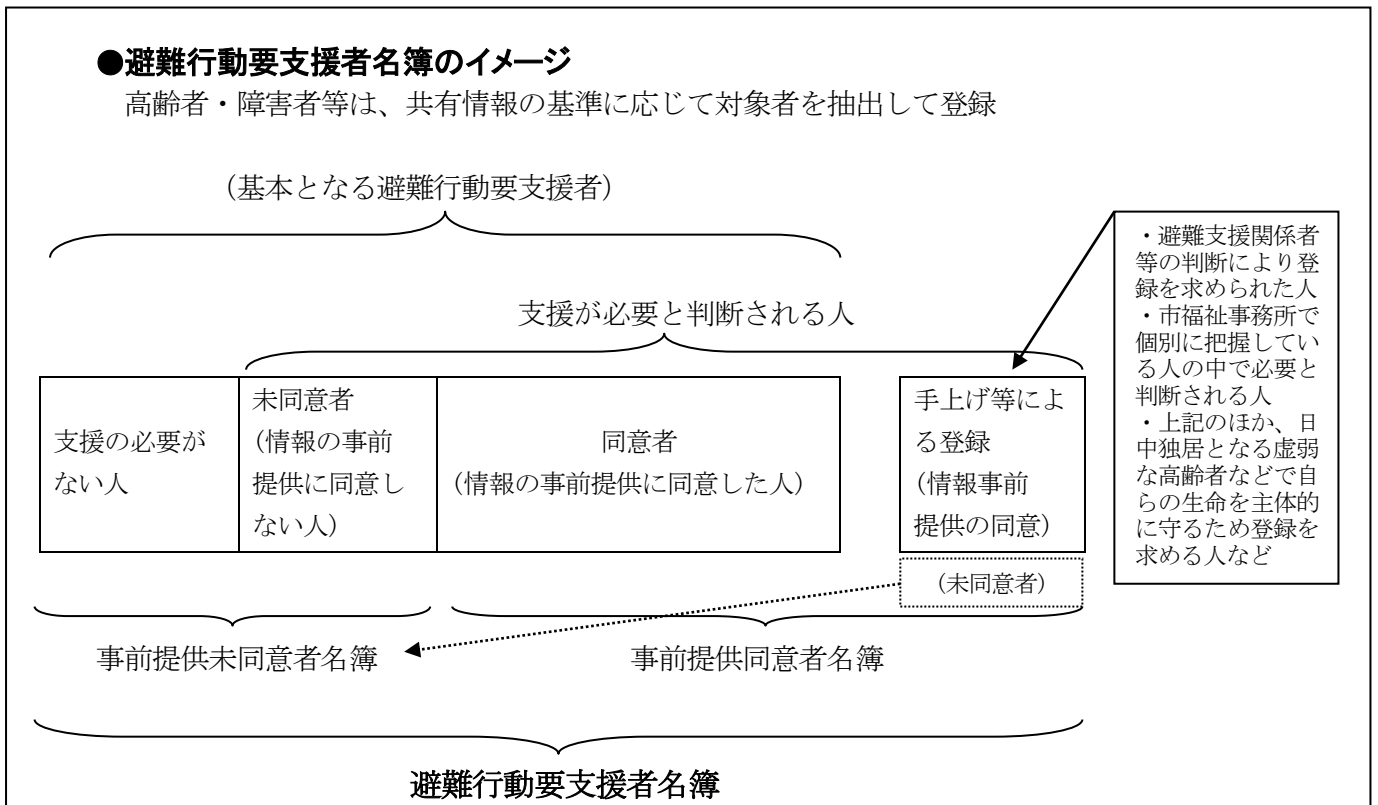 ●避難行動要支援者名簿のイメージ
高齢者・障害者等は、共有情報の基準に応じて対象者を抽出して登録
(基本となる避難行動要支援者)
支援が必要と判断される人
支援の必要が
ない人
未同意者
(情報の事前
提供に同意し
ない人)
同意者
(情報の事前提供に同意した人)
手上げ等によ
る登録
(情報事前
提供の同意)
(未同意者)
・避難支援関係者
等の判断により登
録を求められた人
・市福祉事務所で
個別に把握してい
る人の中で必要と
判断される人
・上記のほか、日
中独居となる虚弱
な高齢者などで自
らの生命を主体的
に守るため登録を
求める人など
事前提供未同意者名簿
事前提供同意者名簿
避難行動要支援者名簿